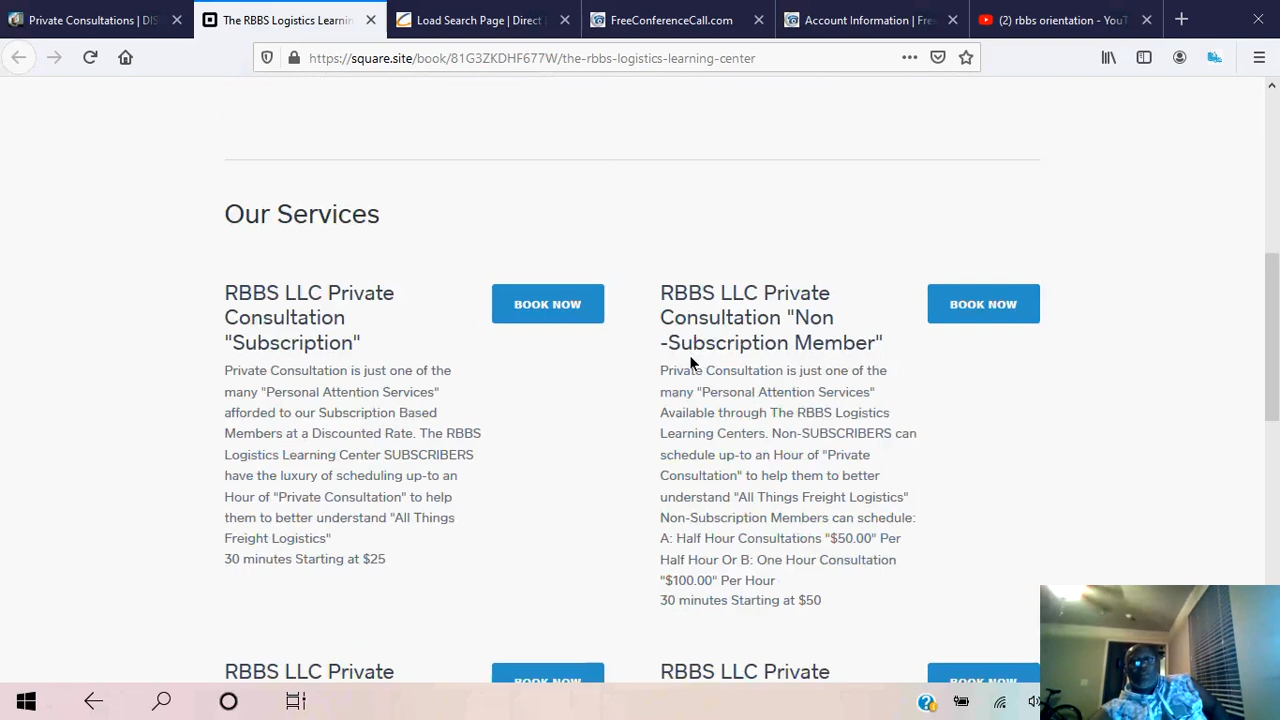 Private Consultations | DIS
The RBBS Logistics Learnin
Load Search Page | Direct
FreeConferenceCall.com
Account Information | Free
(2) rbbs orientation - YouT
https://square.site/book/81G3ZKDHF677W/the-rbbs-logistics-learning-center
Our Services
RBBS LLC Private
Consultation
"Subscription"
BOOK NOW
Private Consultation is just one of the
many "Personal Attention Services"
afforded to our Subscription Based
Members at a Discounted Rate. The RBBS
Logistics Learning Center SUBSCRIBERS
have the luxury of scheduling up-to an
Hour of "Private Consultation" to help
them to better understand "All Things
Freight Logistics"
30 minutes Starting at $25
RBBS LLC Private
Consultation "Non
-Subscription Member"
BOOK NOW
Private Consultation is just one of the
many "Personal Attention Services"
Available through The RBBS Logistics
Learning Centers. Non-SUBSCRIBERS can
schedule up-to an Hour of "Private
Consultation" to help them to better
understand "All Things Freight Logistics"
Non-Subscription Members can schedule:
A: Half Hour Consultations "$50.00" Per
Half Hour Or B: One Hour Consultation
"$100.00" Per Hour
30 minutes Starting at $50
RBBS LLC Private
BOOK NOW
RBBS LLC Private
BOOK NOW